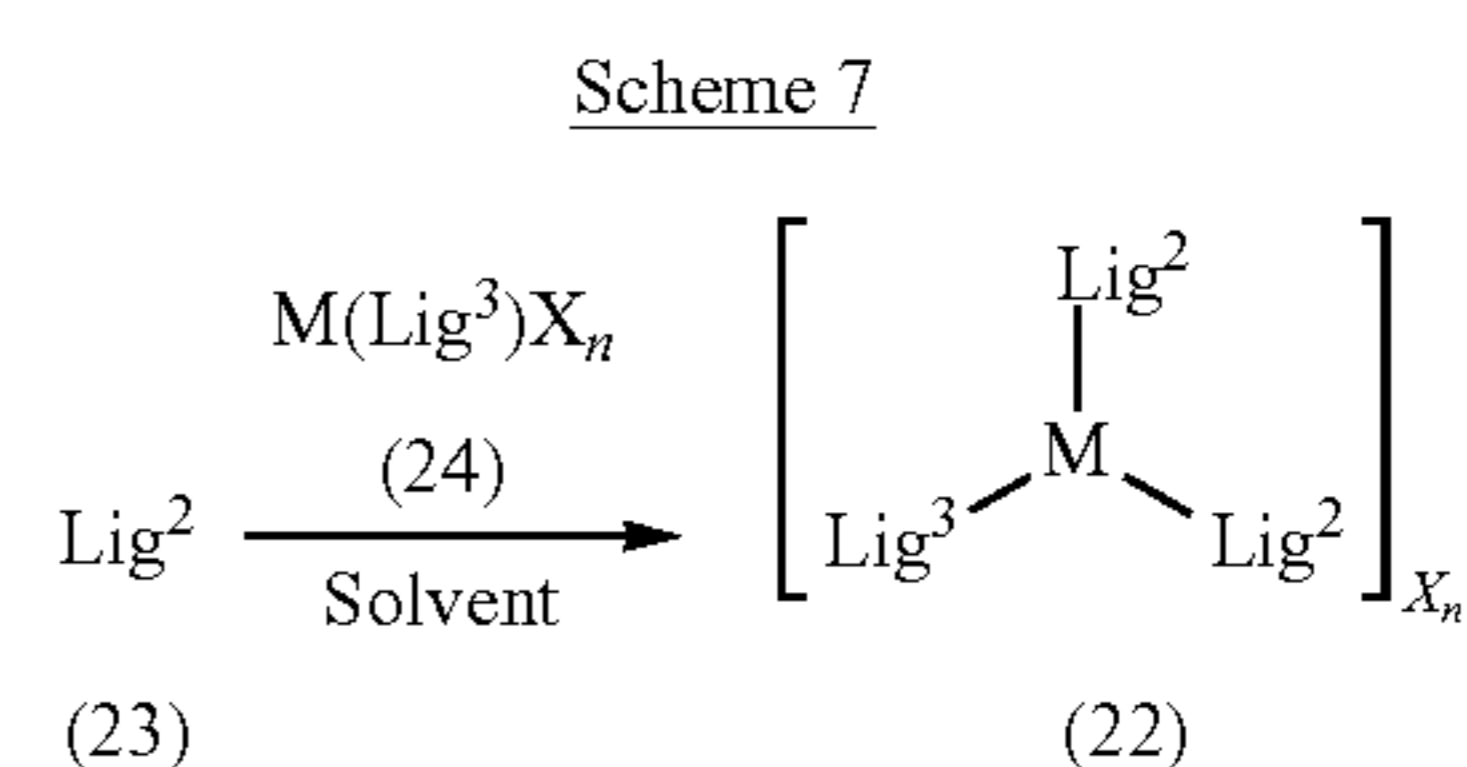 Scheme 7
Lig²
M(Lig³)Xₙ
(24)
Lig² Solvent
M
Lig³ Lig²
Xₙ
(23) (22)